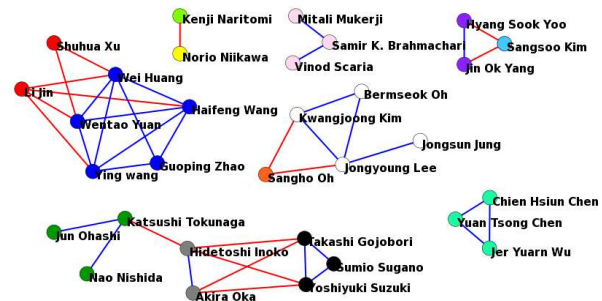 Kenji Naritomi
Norio Niikawa
Mitali Mukerji
Samir K. Brahmachari
Vinod Scaria
Hyang Sook Yoo
Sangsoo Kim
Jin Ok Yang
Shuhua Xu
Wei Huang
Li Jin
Haifeng Wang
Wentao Yuan
Guoping Zhao
Ying wang
Bermseok Oh
Kwangjoong Kim
Jongsun Jung
Jongyoung Lee
Sangho Oh
Chien Hsiun Chen
Yuan Tsong Chen
Jer Yuarn Wu
Katsushi Tokunaga
Jun Ohashi
Nao Nishida
Hidetoshi Inoko
Takashi Gojobori
Sumio Sugano
Yoshiyuki Suzuki
Akira Oka